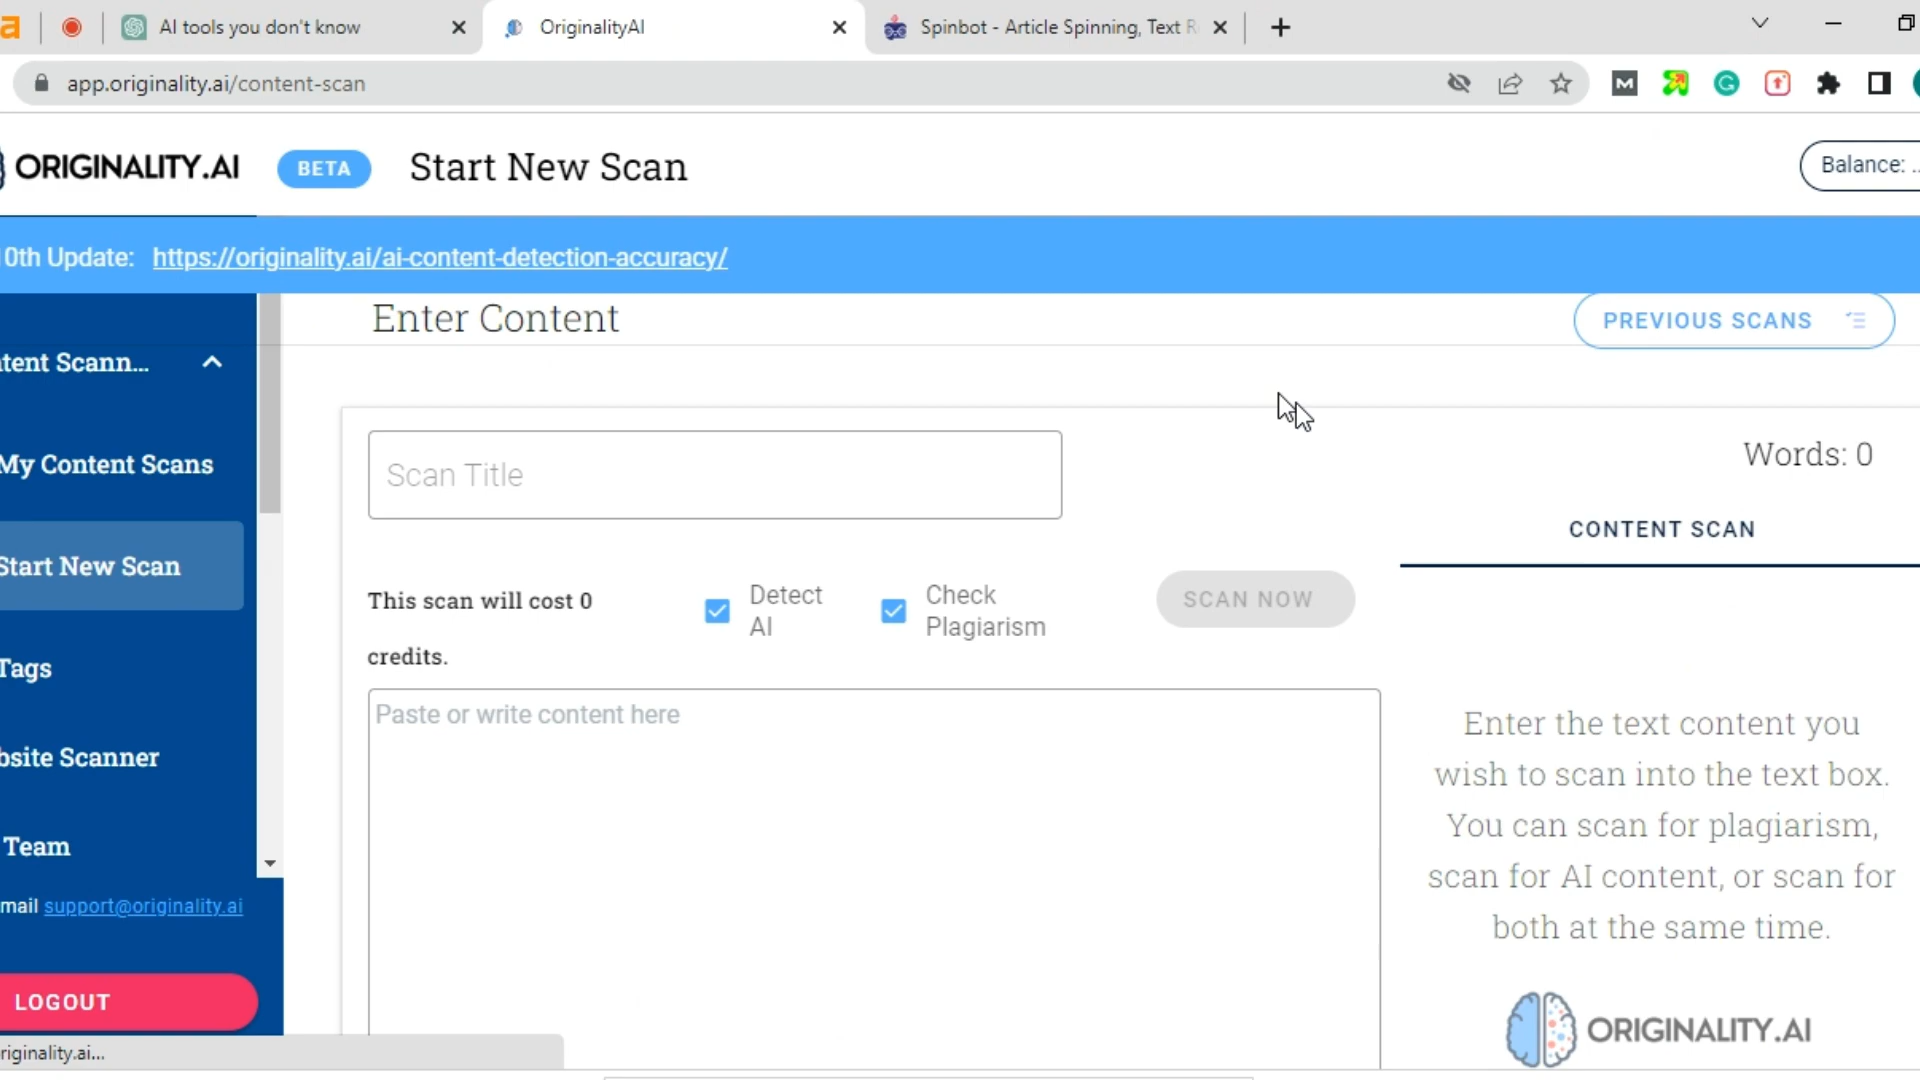 a
AI tools you don't know
OriginalityAI
Spinbot - Article Spinning, Text R
app.originality.ai/content-scan
M
G
ORIGINALITY.AI
BETA
Start New Scan
Balance: ..
0th Update: https://originality.ai/ai-content-detection-accuracy/
Enter Content
PREVIOUS SCANS
ntent Scann...
My Content Scans
Start New Scan
Tags
bsite Scanner
Team
mail support@originality.ai
LOGOUT
riginality.ai...
Scan Title
Words: 0
CONTENT SCAN
This scan will cost 0
credits.
Detect
AI
Check
Plagiarism
SCAN NOW
Paste or write content here
Enter the text content you
wish to scan into the text box.
You can scan for plagiarism,
scan for AI content, or scan for
both at the same time.
ORIGINALITY.AI